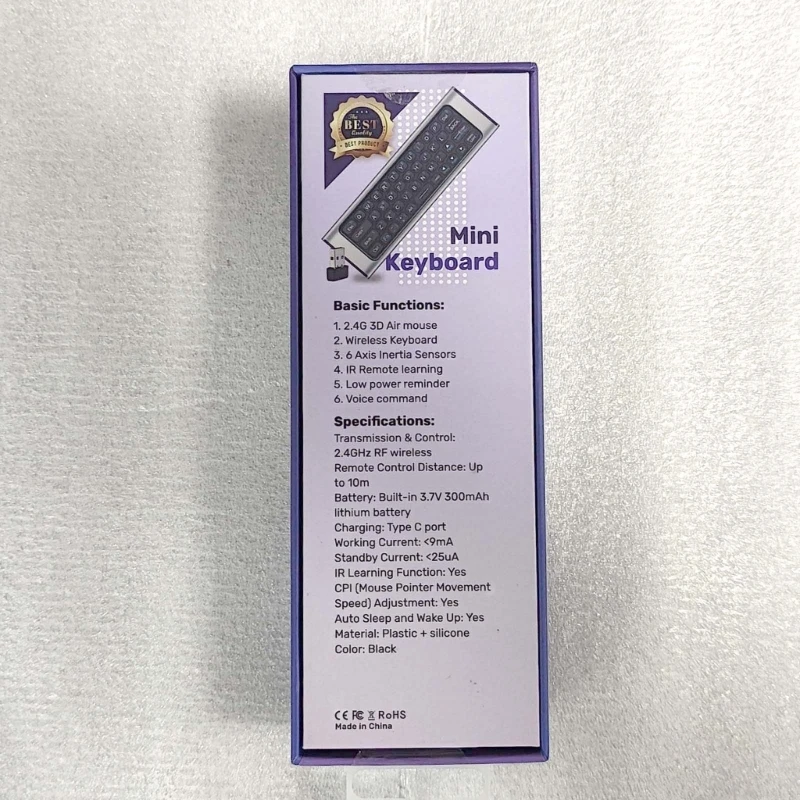 The
BEST
Quality
BEST PRODUCT
Mini
Keyboard
Basic Functions:
1. 2.4G 3D Air mouse
2. Wireless Keyboard
3. 6 Axis Inertia Sensors
4. IR Remote learning
5. Low power reminder
6. Voice command
Specifications:
Transmission & Control:
2.4GHz RF wireless
Remote Control Distance: Up
to 10m
Battery: Built-in 3.7V 300mAh
lithium battery
Charging: Type C port
Working Current: <9mA
Standby Current: <25uA
IR Learning Function: Yes
CPI (Mouse Pointer Movement
Speed) Adjustment: Yes
Auto Sleep and Wake Up: Yes
Material: Plastic + silicone
Color: Black
CE FC RoHS
Made in China